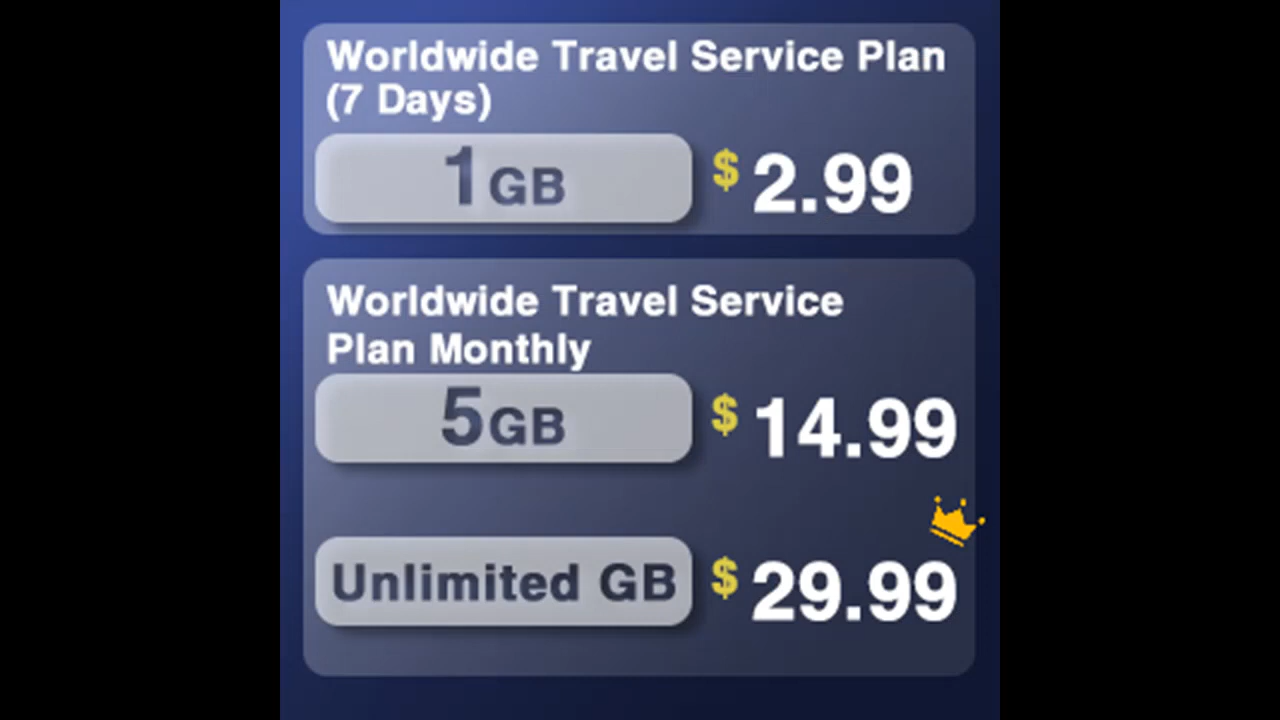 Worldwide Travel Service Plan
(7 Days)
1GB $ 2.99
Worldwide Travel Service
Plan Monthly
5GB $ 14.99
Unlimited GB $ 29.99